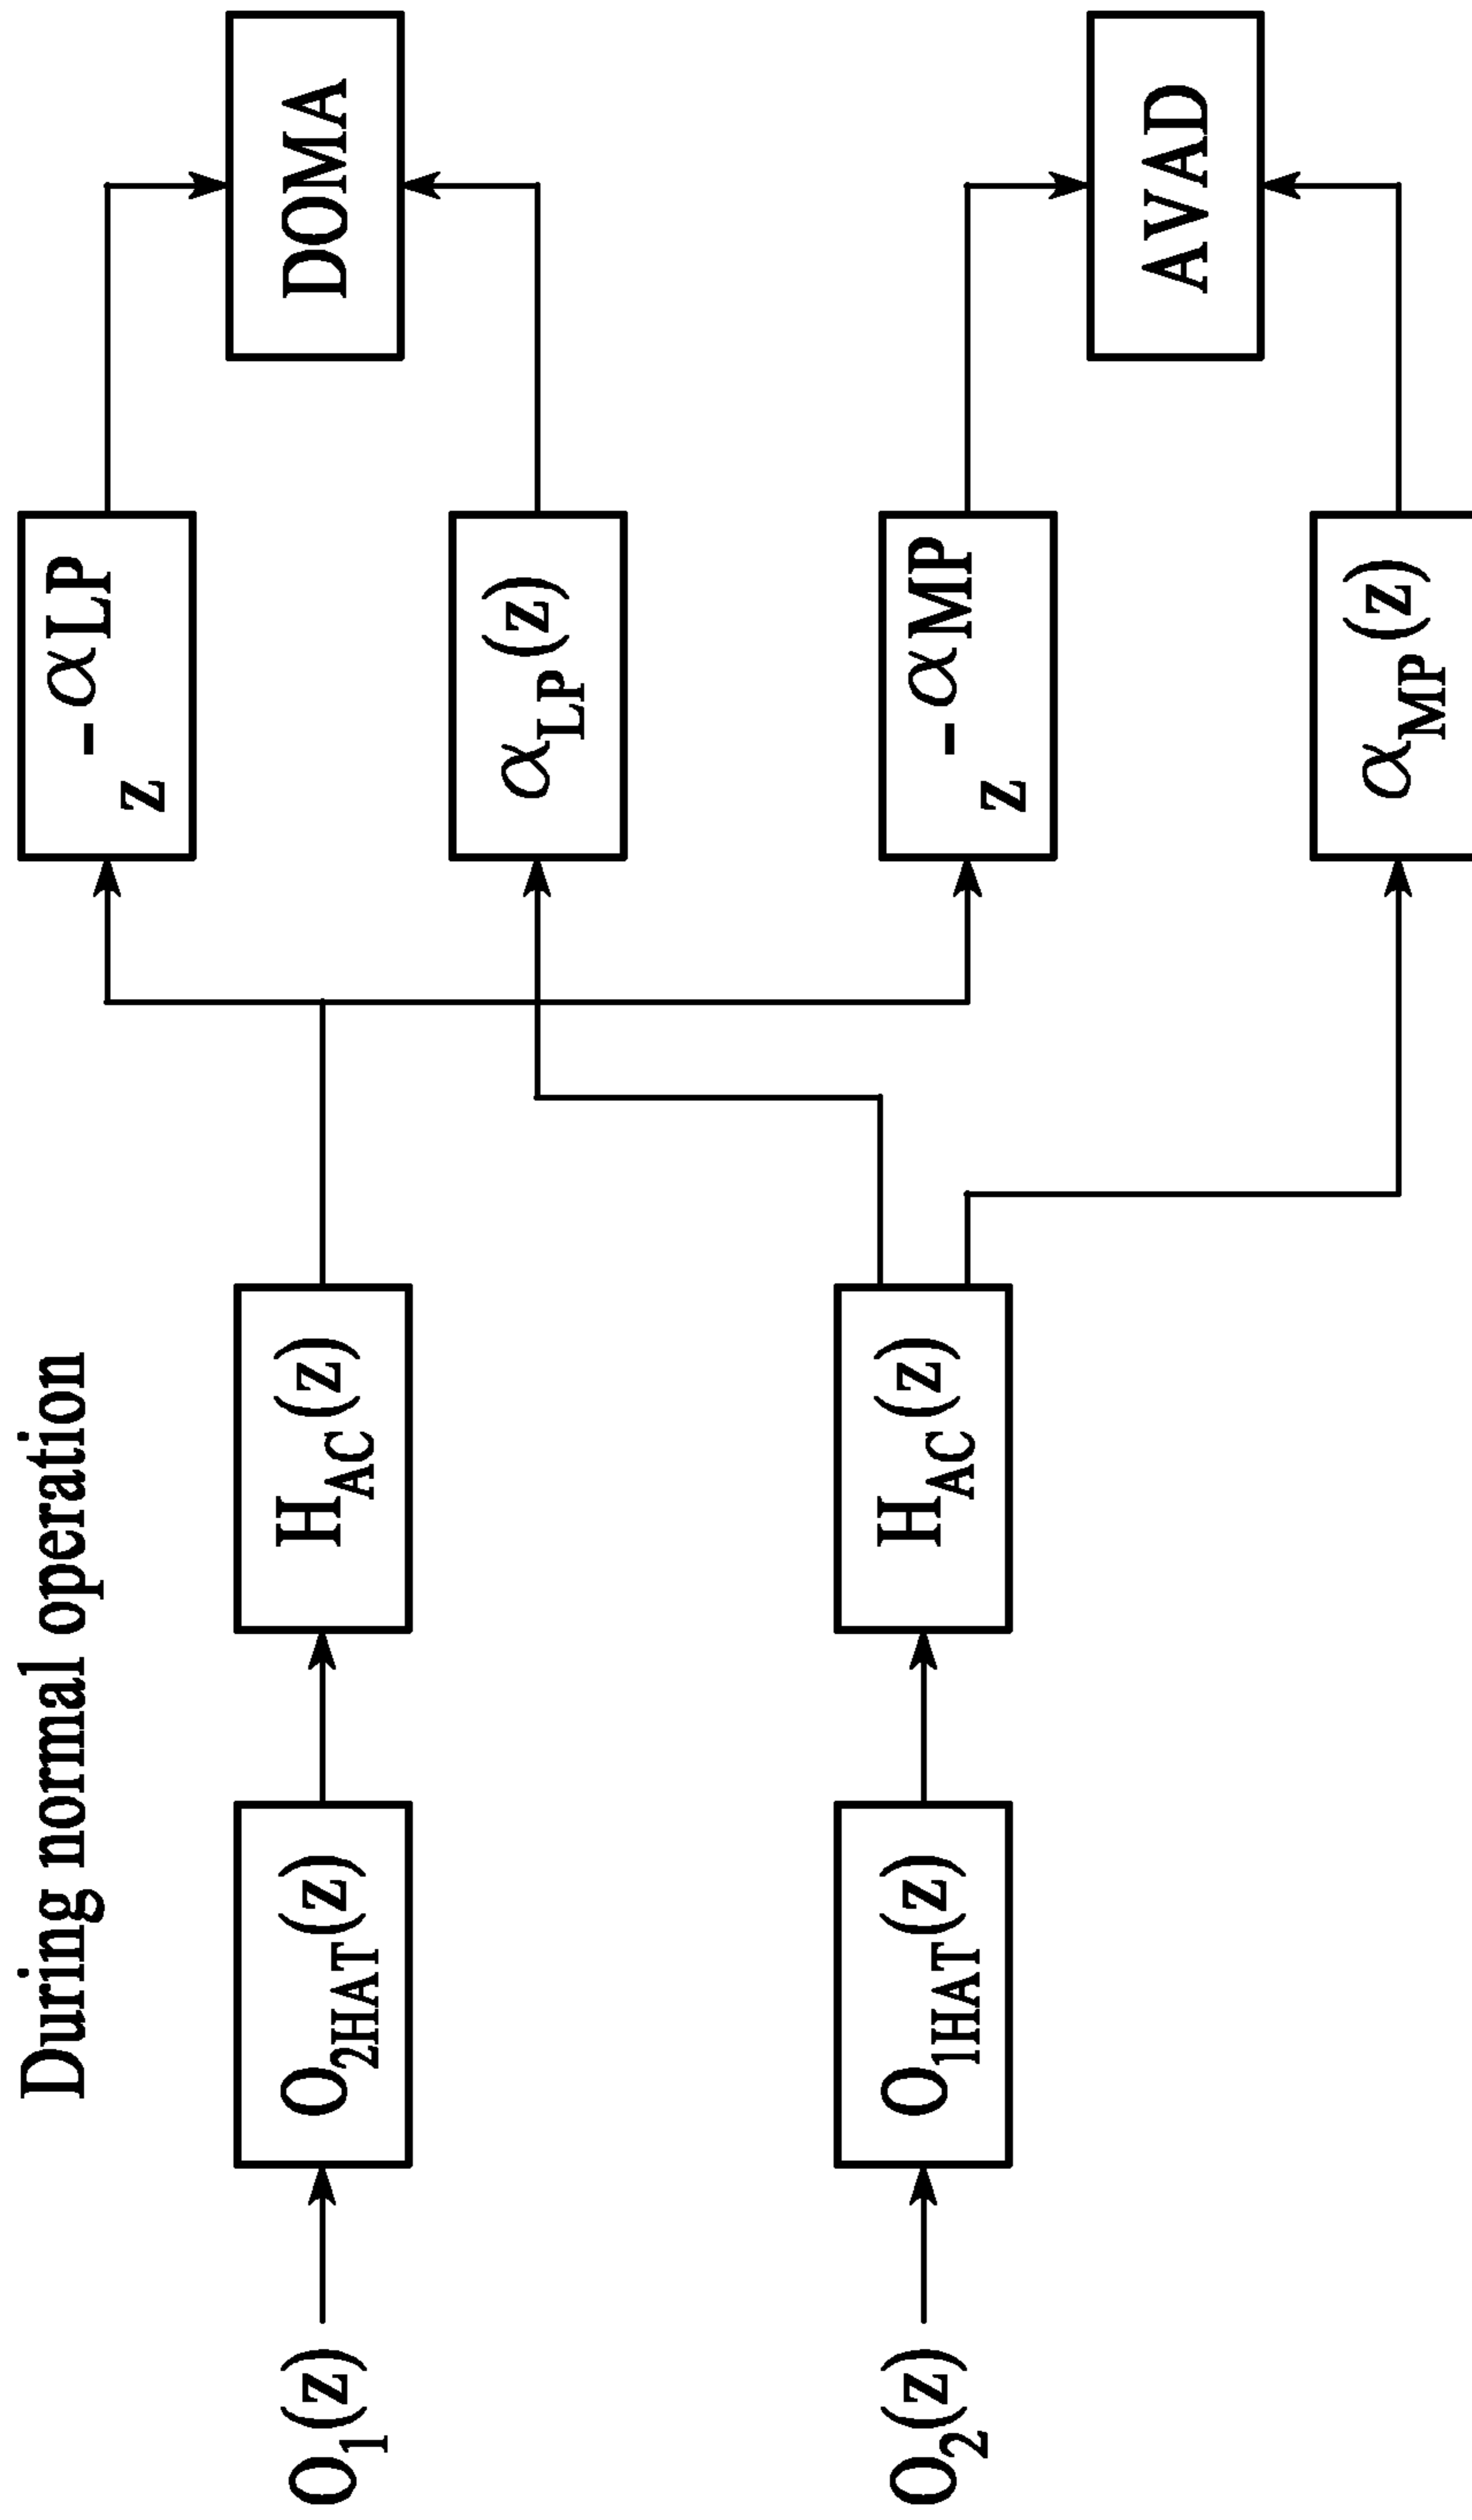 During normal operation
O₁(z)
O₂HAT(z)
HAC(z)
z-αLP
αLP(z)
DOMA
O₂(z)
O₁HAT(z)
HAC(z)
z-αMP
αMP(z)
AVAD